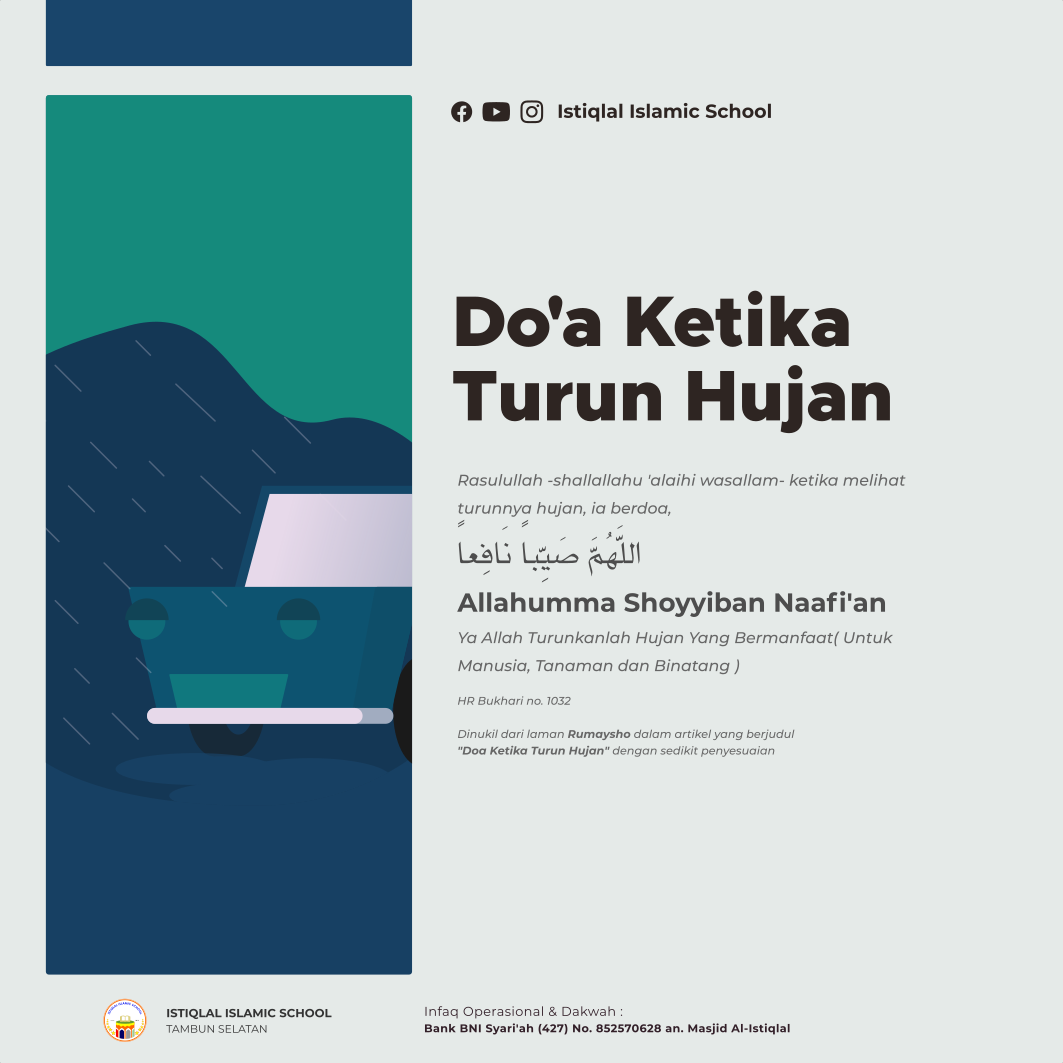 Istiqlal Islamic School
Do'a Ketika
Turun Hujan
Rasulullah -shallallahu 'alaihi wasallam- ketika melihat
turunnya hujan, ia berdoa,
اللَّهُمَّ صَيِّبـاً نَافِعاً
Allahumma Shoyyiban Naafi'an
Ya Allah Turunkanlah Hujan Yang Bermanfaat( Untuk
Manusia, Tanaman dan Binatang )
HR Bukhari no. 1032
Dinukil dari laman Rumaysho dalam artikel yang berjudul
"Doa Ketika Turun Hujan" dengan sedikit penyesuaian
ISTIQLAL ISLAMIC SCHOOL
TAMBUN SELATAN
Infaq Operasional & Dakwah :
Bank BNI Syari'ah (427) No. 852570628 an. Masjid Al-Istiqlal